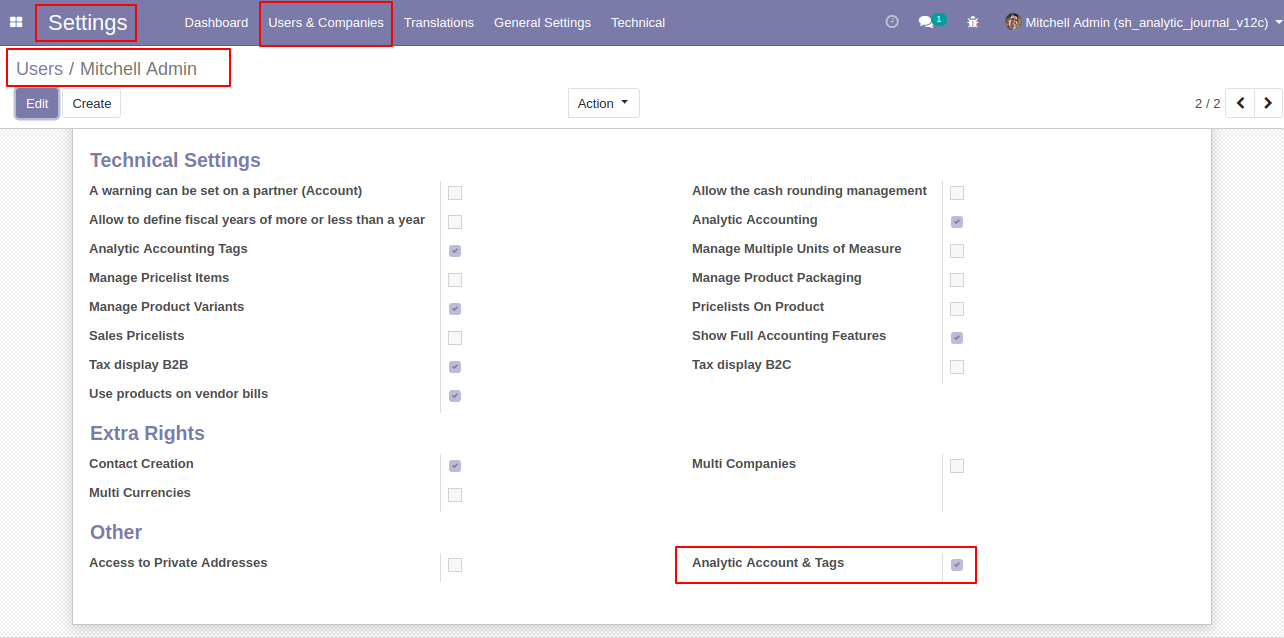 Settings Dashboard Users & Companies Translations General Settings Technical 1 Mitchell Admin (sh_analytic_journal_v12c)
Users / Mitchell Admin
Edit Create Action 2 / 2
Technical Settings
A warning can be set on a partner (Account) Allow the cash rounding management
Allow to define fiscal years of more or less than a year Analytic Accounting
Analytic Accounting Tags Manage Multiple Units of Measure
Manage Pricelist Items Manage Product Packaging
Manage Product Variants Pricelists On Product
Sales Pricelists Show Full Accounting Features
Tax display B2B Tax display B2C
Use products on vendor bills
Extra Rights
Contact Creation Multi Companies
Multi Currencies
Other
Access to Private Addresses Analytic Account & Tags